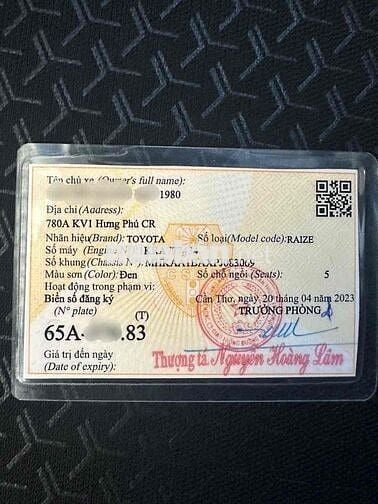 Tên chủ xe (Owner's full name):
1980
Địa chỉ (Address):
780A KV1 Hưng Phú CR
Nhãn hiệu(Brand): TOYOTA Số loại(Model code):RAIZE
Số máy
Số khung(Chassis N
Màu sơn (Color): Đen Số chỗ ngồi (Seats): 5
Hoạt động trong phạm vi:
Biển số đăng ký Cần Thơ, ngày 20 tháng 04 năm 2023
(N° plate) (T) TRƯỞNG PHÒNG
65A- .83
Giá trị đến ngày Thượng tá Nguyễn Hoàng Lâm
(Date of expiry):